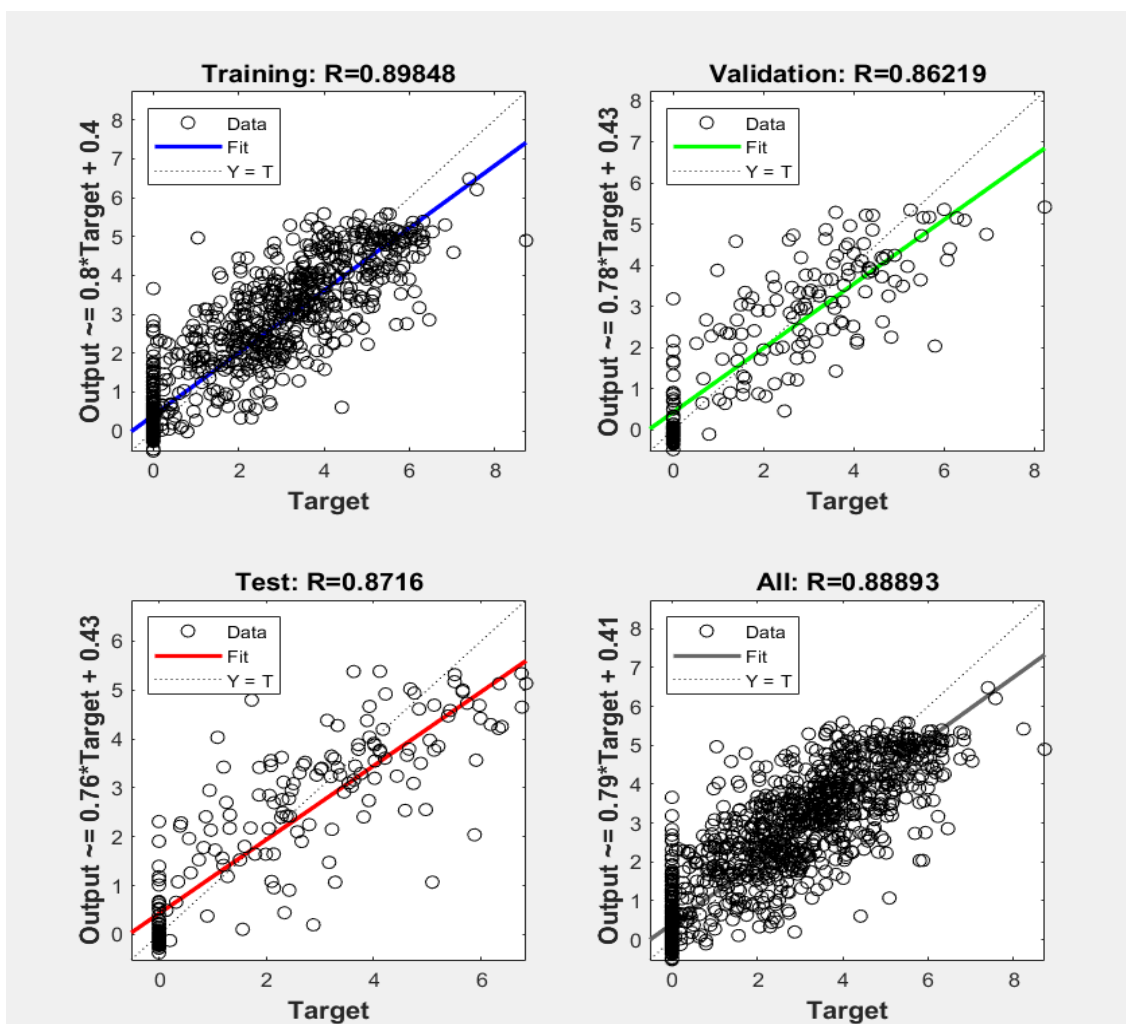 Training: R=0.89848
Output ~= 0.8*Target + 0.4
8
7
6
5
4
3
2
1
0
Data
Fit
Y = T
0
2
4
6
8
Target
Validation: R=0.86219
Output ~= 0.78*Target + 0.43
8
7
6
5
4
3
2
1
0
Data
Fit
Y = T
0
2
4
6
8
Target
Test: R=0.8716
Output ~= 0.76*Target + 0.43
6
5
4
3
2
1
0
Data
Fit
Y = T
0
2
4
6
Target
All: R=0.88893
Output ~= 0.79*Target + 0.41
8
7
6
5
4
3
2
1
0
Data
Fit
Y = T
0
2
4
6
8
Target